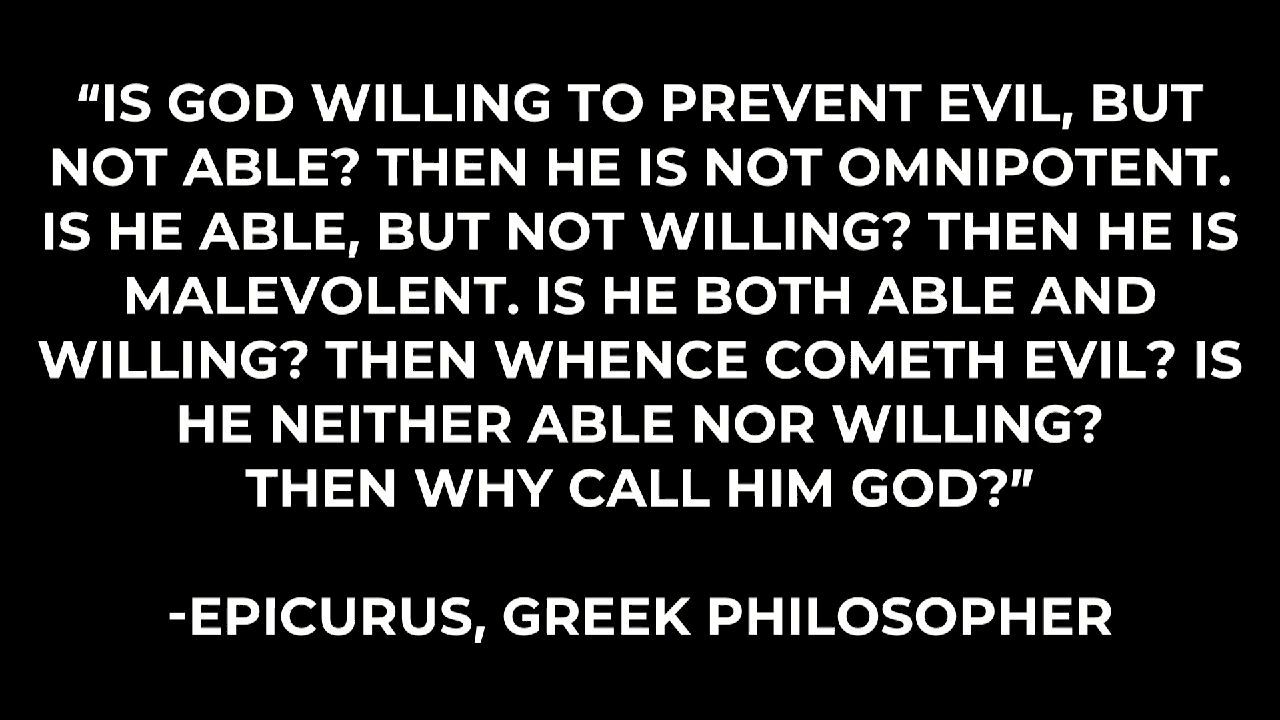 “IS GOD WILLING TO PREVENT EVIL, BUT
NOT ABLE? THEN HE IS NOT OMNIPOTENT.
IS HE ABLE, BUT NOT WILLING? THEN HE IS
MALEVOLENT. IS HE BOTH ABLE AND
WILLING? THEN WHENCE COMETH EVIL? IS
HE NEITHER ABLE NOR WILLING?
THEN WHY CALL HIM GOD?”
-EPICURUS, GREEK PHILOSOPHER